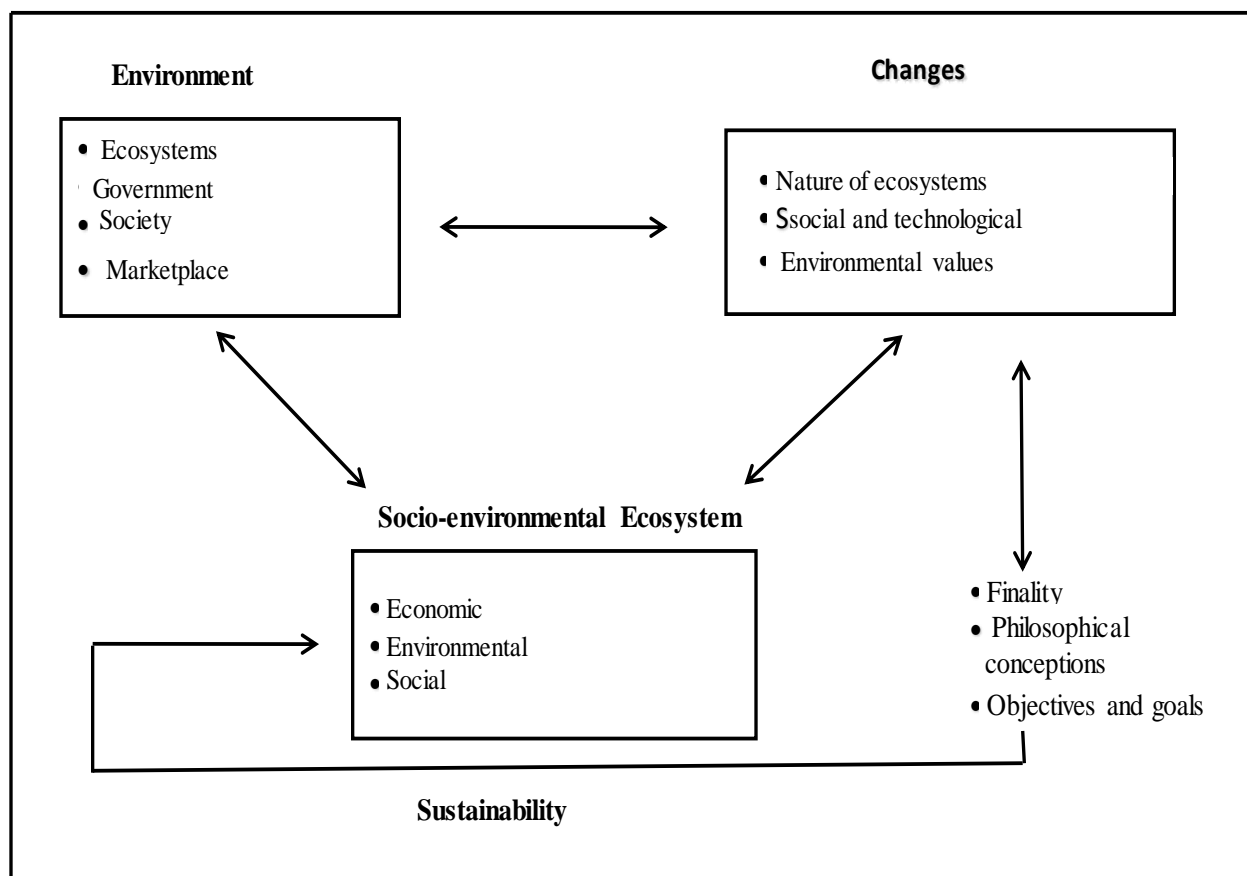 Environment
• Ecosystems
· Government
• Society
• Marketplace
Changes
• Nature of ecosystems
• Ssocial and technological
• Environmental values
Socio-environmental Ecosystem
• Economic
• Environmental
• Social
• Finality
• Philosophical
conceptions
• Objectives and goals
Sustainability